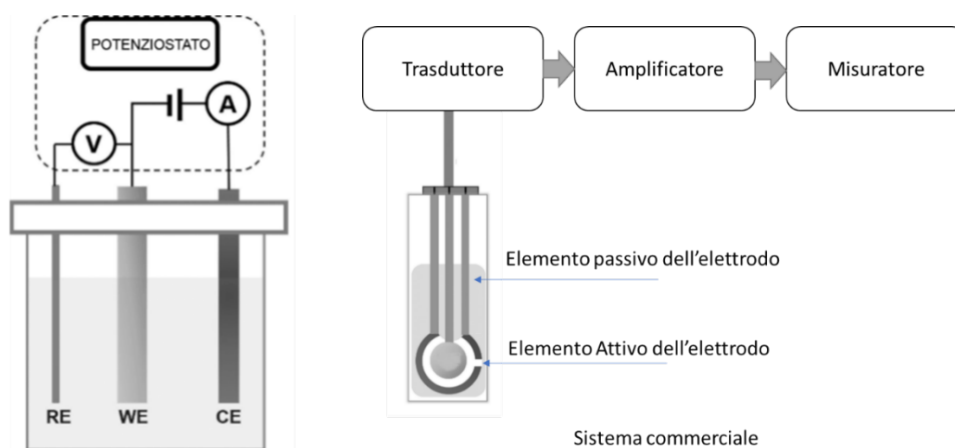 POTENZIOSTATO
A
V
RE WE CE
Trasduttore
Amplificatore
Misuratore
Elemento passivo dell'elettrodo
Elemento Attivo dell'elettrodo
Sistema commerciale